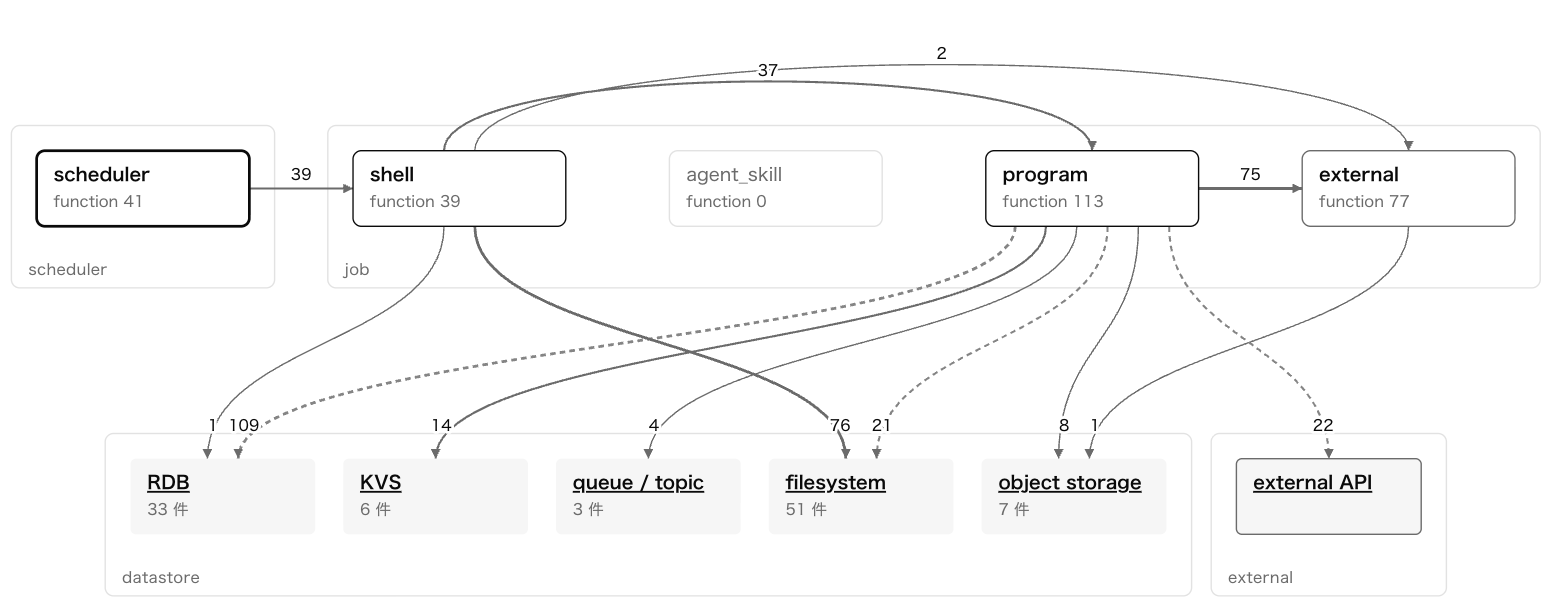 2
37
scheduler
function 41
39
shell
function 39
agent_skill
function 0
program
function 113
75
external
function 77
scheduler
job
1
109
14
4
76
21
8
1
22
RDB
33 件
KVS
6 件
queue / topic
3 件
filesystem
51 件
object storage
7 件
external API
datastore
external